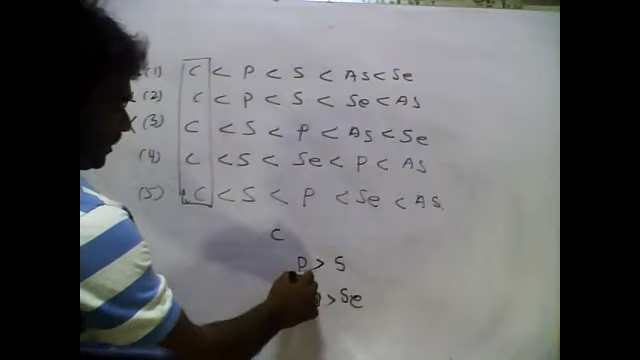 (1) C < P < S < As < Se
(2) C < P < S < Se < As
(3) C < S < P < As < Se
(4) C < S < Se < P < As
(5) C < S < P < Se < As
C
P > S
> Se